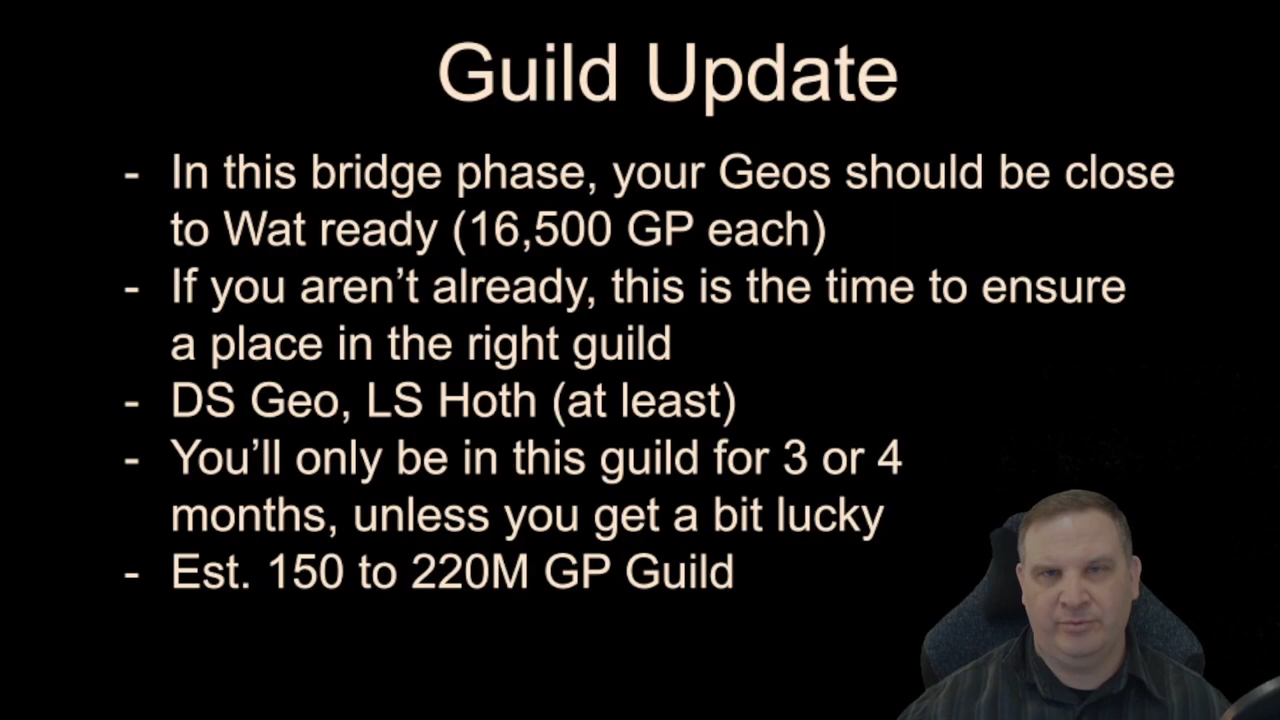 Guild Update
- In this bridge phase, your Geos should be close
to Wat ready (16,500 GP each)
- If you aren't already, this is the time to ensure
a place in the right guild
- DS Geo, LS Hoth (at least)
- You'll only be in this guild for 3 or 4
months, unless you get a bit lucky
- Est. 150 to 220M GP Guild